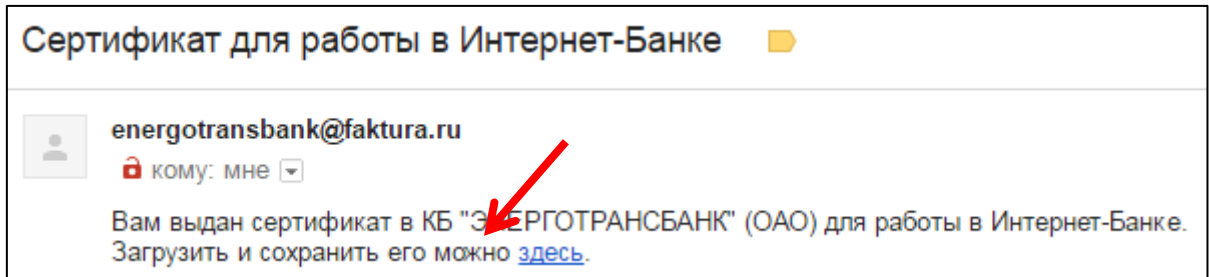 Сертификат для работы в Интернет-Банке
energotransbank@faktura.ru
кому: мне
Вам выдан сертификат в КБ "ЭНЕРГОТРАНСБАНК" (ОАО) для работы в Интернет-Банке.
Загрузить и сохранить его можно здесь.